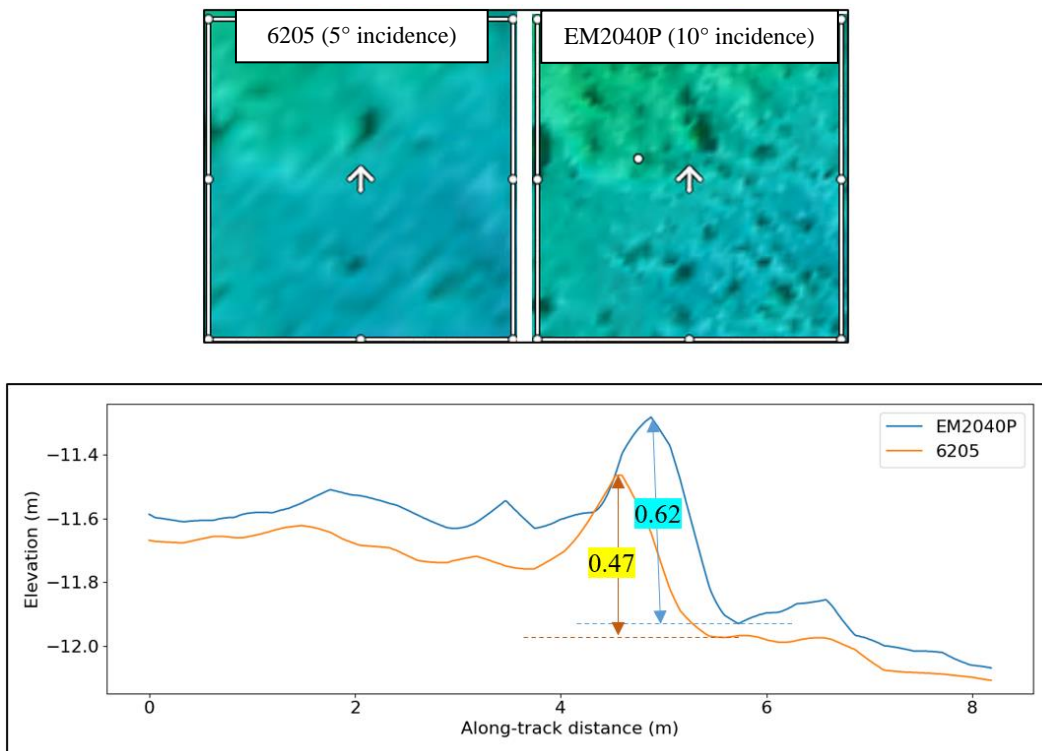 6205 (5° incidence)
EM2040P (10° incidence)
EM2040P
6205
−11.4
−11.6
−11.8
−12.0
Elevation (m)
0.62
0.47
0
2
4
6
8
Along-track distance (m)